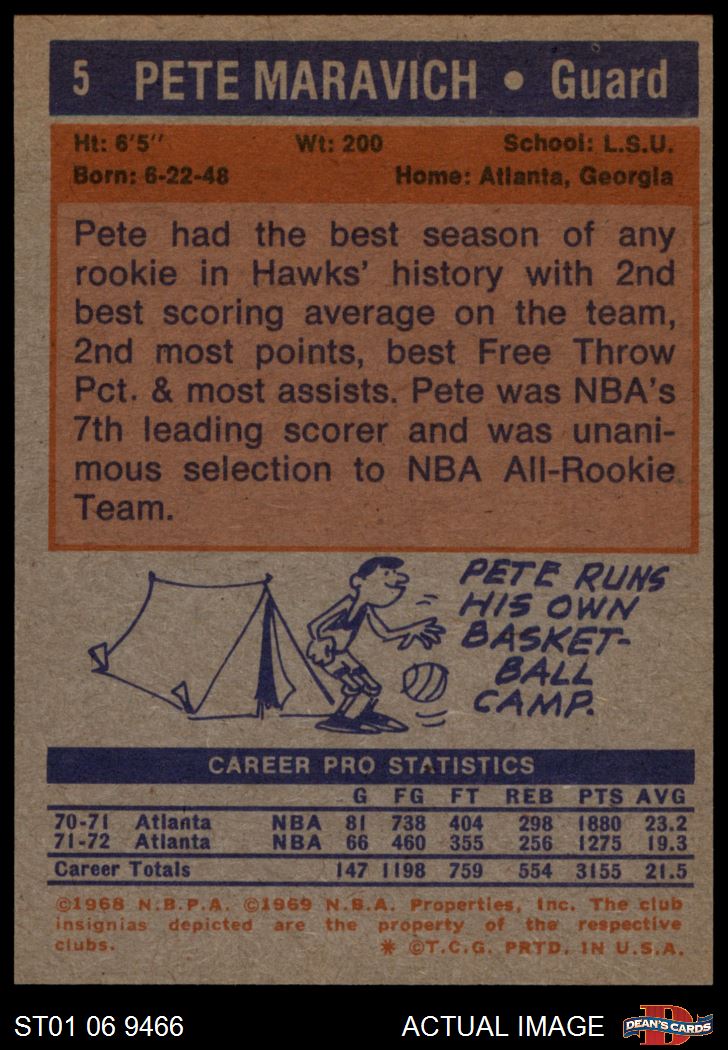 5 PETE MARAVICH • Guard
Ht: 6'5" Wt: 200 School: L.S.U.
Born: 6-22-48 Home: Atlanta, Georgia
Pete had the best season of any
rookie in Hawks' history with 2nd
best scoring average on the team,
2nd most points, best Free Throw
Pct. & most assists. Pete was NBA's
7th leading scorer and was unani-
mous selection to NBA All-Rookie
Team.
PETE RUNS
HIS OWN
BASKET-
BALL
CAMP.
CAREER PRO STATISTICS
G FG FT REB PTS AVG
70-71 Atlanta NBA 81 738 404 298 1880 23.2
71-72 Atlanta NBA 66 460 355 256 1275 19.3
Career Totals 147 1198 759 554 3155 21.5
©1968 N.B.P.A. ©1969 N.B.A. Properties, Inc. The club
insignias depicted are the property of the respective
clubs. * ©T.C.G. PRTD. IN U.S.A.
ST01 06 9466 ACTUAL IMAGE D DEAN'S CARDS